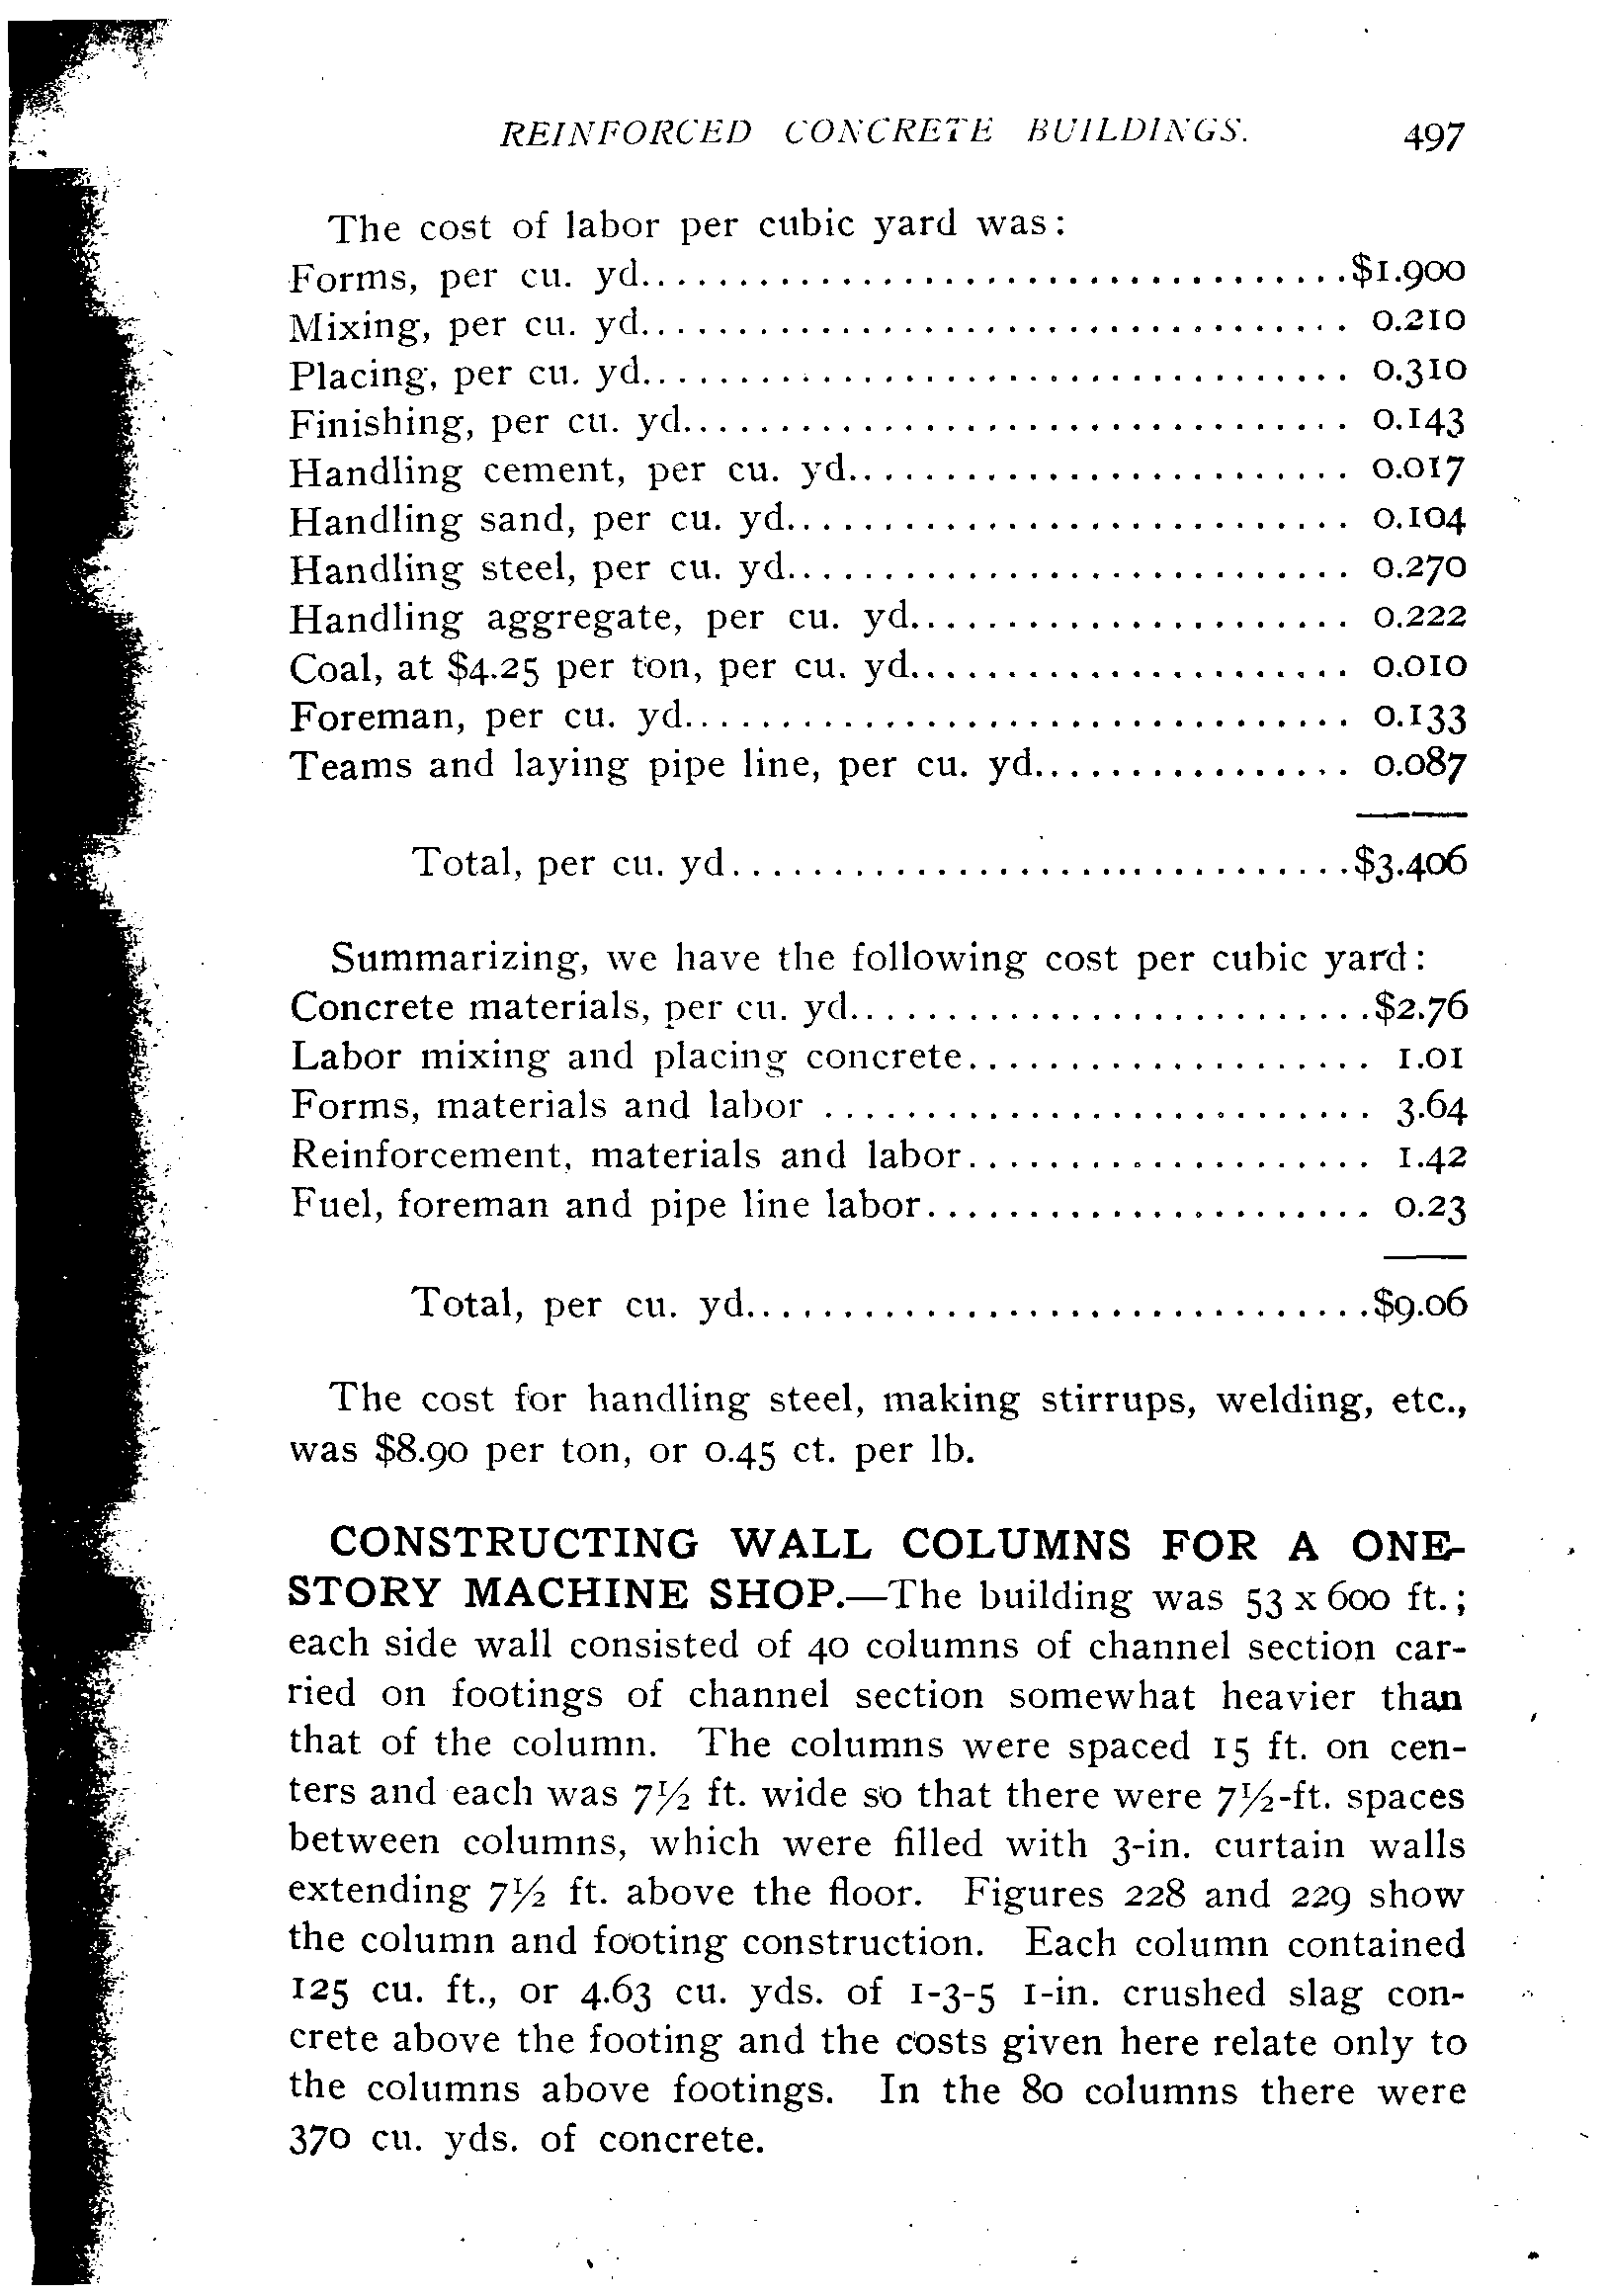 REINFORCED CONCRETE BUILDINGS. 497
The cost of labor per cubic yard was:
Forms, per cu. yd..................................$1.900
Mixing, per cu. yd.................................. 0.210
Placing, per cu. yd.................................. 0.310
Finishing, per cu. yd................................ 0.143
Handling cement, per cu. yd......................... 0.017
Handling sand, per cu. yd............................ 0.104
Handling steel, per cu. yd............................ 0.270
Handling aggregate, per cu. yd...................... 0.222
Coal, at $4.25 per ton, per cu. yd...................... 0.010
Foreman, per cu. yd................................ 0.133
Teams and laying pipe line, per cu. yd................ 0.087
Total, per cu. yd..............................$3.406
Summarizing, we have the following cost per cubic yard:
Concrete materials, per cu. yd..........................$2.76
Labor mixing and placing concrete.................... 1.01
Forms, materials and labor ........................... 3.64
Reinforcement, materials and labor.................... 1.42
Fuel, foreman and pipe line labor...................... 0.23
Total, per cu. yd...............................$9.06
The cost for handling steel, making stirrups, welding, etc.,
was $8.90 per ton, or 0.45 ct. per lb.
CONSTRUCTING WALL COLUMNS FOR A ONE-
STORY MACHINE SHOP.—The building was 53 x 600 ft.;
each side wall consisted of 40 columns of channel section car-
ried on footings of channel section somewhat heavier than
that of the column. The columns were spaced 15 ft. on cen-
ters and each was 7½ ft. wide so that there were 7½-ft. spaces
between columns, which were filled with 3-in. curtain walls
extending 7½ ft. above the floor. Figures 228 and 229 show
the column and footing construction. Each column contained
125 cu. ft., or 4.63 cu. yds. of 1-3-5 1-in. crushed slag con-
crete above the footing and the costs given here relate only to
the columns above footings. In the 80 columns there were
370 cu. yds. of concrete.